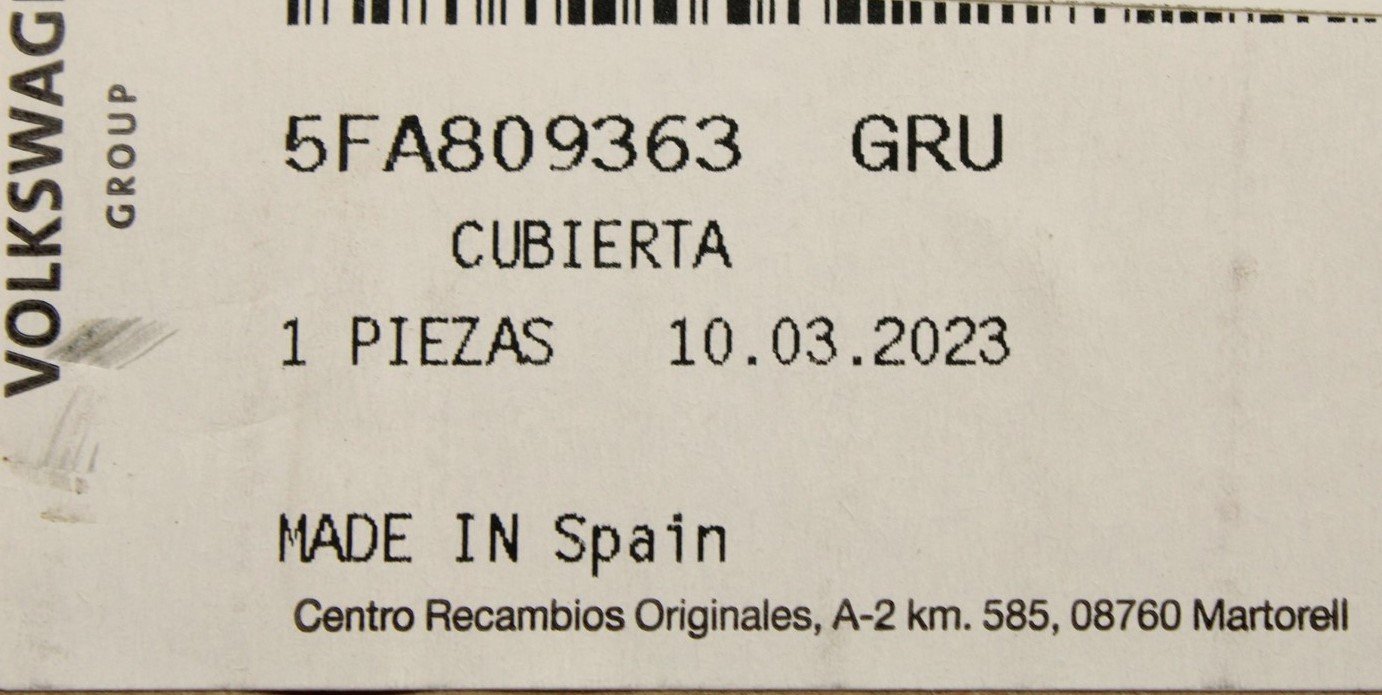 VOLKSWAG
GROUP
5FA809363 GRU
CUBIERTA
1 PIEZAS 10.03.2023
MADE IN Spain
Centro Recambios Originales, A-2 km. 585, 08760 Martorell